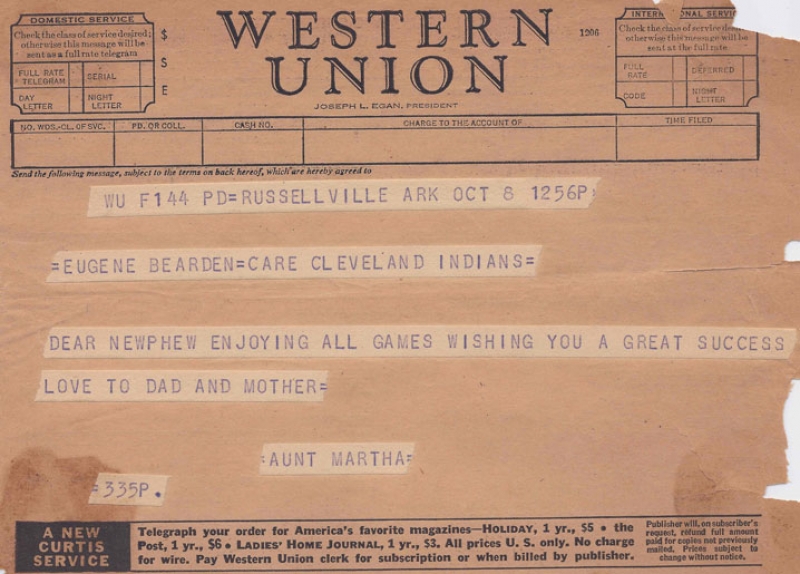 DOMESTIC SERVICE
Check the class of service desired;
otherwise this message will be
sent as a full rate telegram
FULL RATE TELEGRAM SERIAL
DAY LETTER NIGHT LETTER
$
S
E
WESTERN
UNION
1206
JOSEPH L. EGAN, PRESIDENT
INTERN ONAL SERVI
Check the class of service desi
otherwise this message will be
sent at the full rate
FULL RATE DEFERRED
CODE NIGHT LETTER
NO. WDS.-CL. OF SVC. PD. OR COLL. CASH NO. CHARGE TO THE ACCOUNT OF TIME FILED
Send the following message, subject to the terms on back hereof, which are hereby agreed to
WU F144 PD=RUSSELLVILLE ARK OCT 8 1256P
=EUGENE BEARDEN=CARE CLEVELAND INDIANS=
DEAR NEWPHEW ENJOYING ALL GAMES WISHING YOU A GREAT SUCCESS
LOVE TO DAD AND MOTHER=
=AUNT MARTHA=
=335P.
A NEW
CURTIS
SERVICE
Telegraph your order for America's favorite magazines—HOLIDAY, 1 yr., $5 • the
Post, 1 yr., $6 • LADIES' HOME JOURNAL, 1 yr., $3. All prices U. S. only. No charge
for wire. Pay Western Union clerk for subscription or when billed by publisher.
Publisher will, on subscriber's
request, refund full amount
paid for copies not previously
mailed. Prices subject to
change without notice.